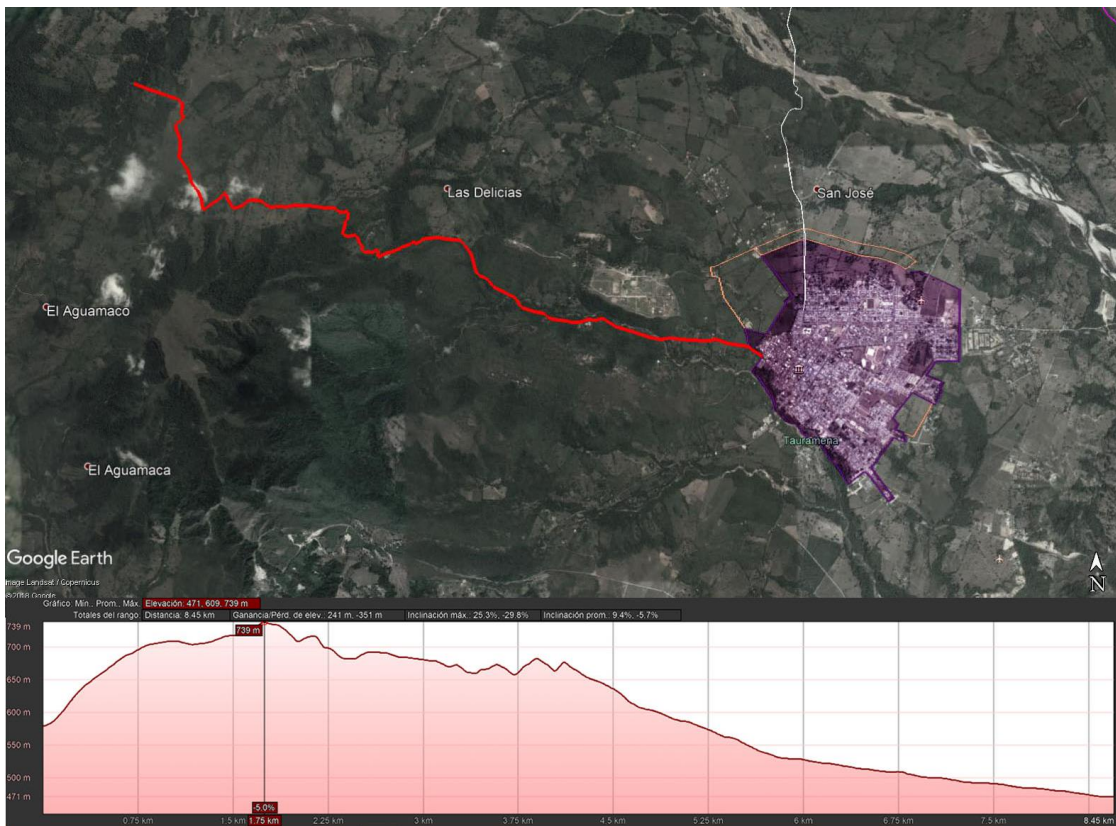 Las Delicias
San José
El Aguamaco
El Aguamaca
Tauramena
Google Earth
Image Landsat / Copernicus
©2018 Google
N
Gráfico: Mín., Prom., Máx. Elevación: 471, 609, 739 m
Totales del rango: Distancia: 8.45 km Ganancia/Pérd. de elev.: 241 m, -351 m Inclinación máx.: 25.3%, -29.8% Inclinación prom.: 9.4%, -5.7%
739 m
739 m
700 m
650 m
600 m
550 m
500 m
471 m
-5.0%
0.75 km 1.5 km 1.75 km 2.25 km 3 km 3.75 km 4.5 km 5.25 km 6 km 6.75 km 7.5 km 8.45 km